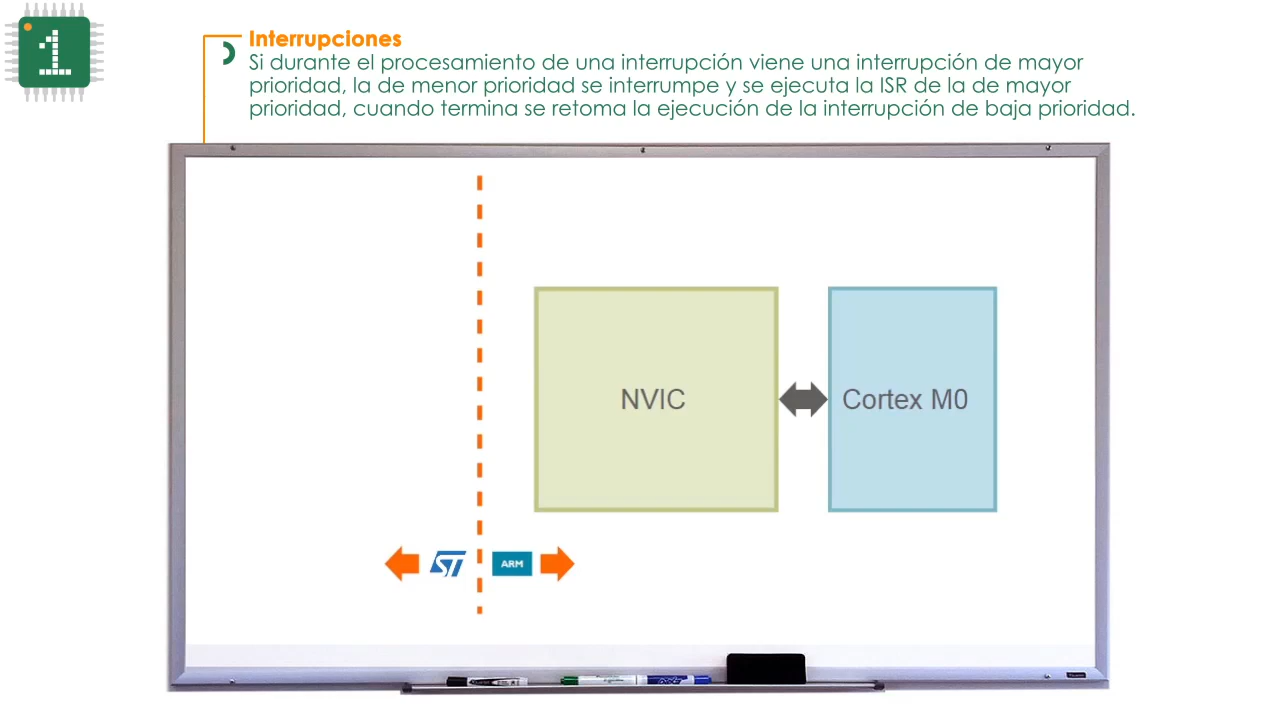 1
Interrupciones
Si durante el procesamiento de una interrupción viene una interrupción de mayor
prioridad, la de menor prioridad se interrumpe y se ejecuta la ISR de la de mayor
prioridad, cuando termina se retoma la ejecución de la interrupción de baja prioridad.
NVIC
Cortex M0
ST
ARM